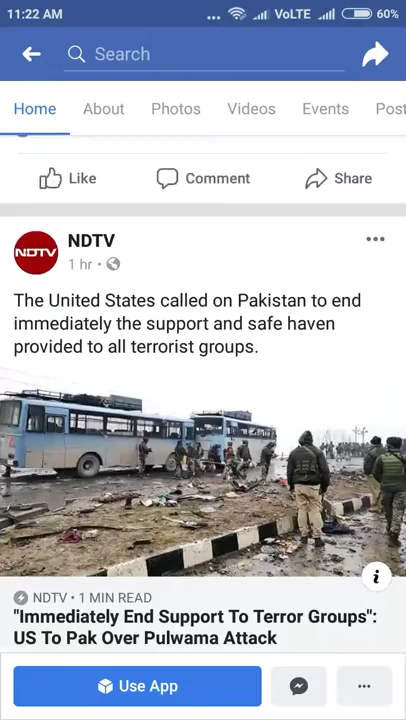 11:22 AM
... VoLTE 60%
Search
Home About Photos Videos Events Post
Like Comment Share
NDTV
NDTV
1 hr •
The United States called on Pakistan to end
immediately the support and safe haven
provided to all terrorist groups.
i
NDTV • 1 MIN READ
"Immediately End Support To Terror Groups":
US To Pak Over Pulwama Attack
Use App
...